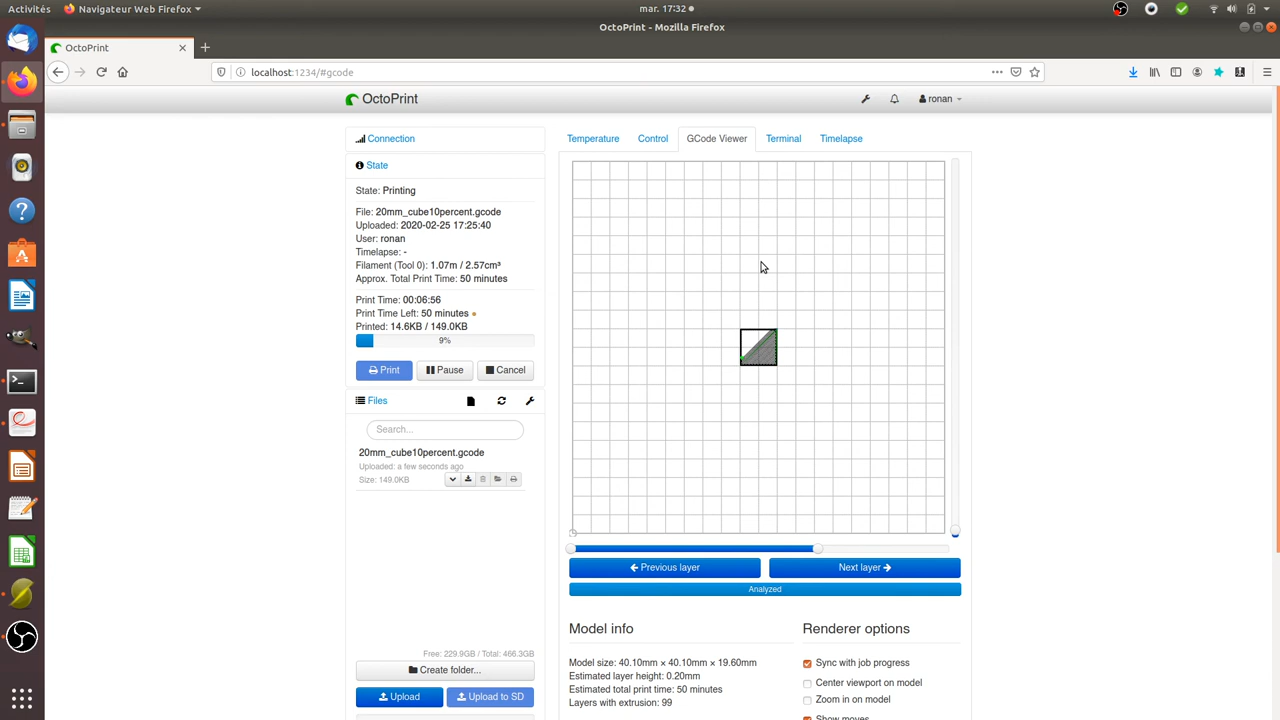 Activités
Navigateur Web Firefox
mar. 17:32
OctoPrint - Mozilla Firefox
OctoPrint
localhost:1234/#gcode
OctoPrint
ronan
Connection
State
State: Printing
File: 20mm_cube10percent.gcode
Uploaded: 2020-02-25 17:25:40
User: ronan
Timelapse: -
Filament (Tool 0): 1.07m / 2.57cm³
Approx. Total Print Time: 50 minutes
Print Time: 00:06:56
Print Time Left: 50 minutes
Printed: 14.6KB / 149.0KB
9%
Print
Pause
Cancel
Files
Search...
20mm_cube10percent.gcode
Uploaded: a few seconds ago
Size: 149.0KB
Free: 229.9GB / Total: 466.3GB
Create folder...
Upload
Upload to SD
Temperature
Control
GCode Viewer
Terminal
Timelapse
Previous layer
Next layer
Analyzed
Model info
Model size: 40.10mm × 40.10mm × 19.60mm
Estimated layer height: 0.20mm
Estimated total print time: 50 minutes
Layers with extrusion: 99
Renderer options
Sync with job progress
Center viewport on model
Zoom in on model
Show moves